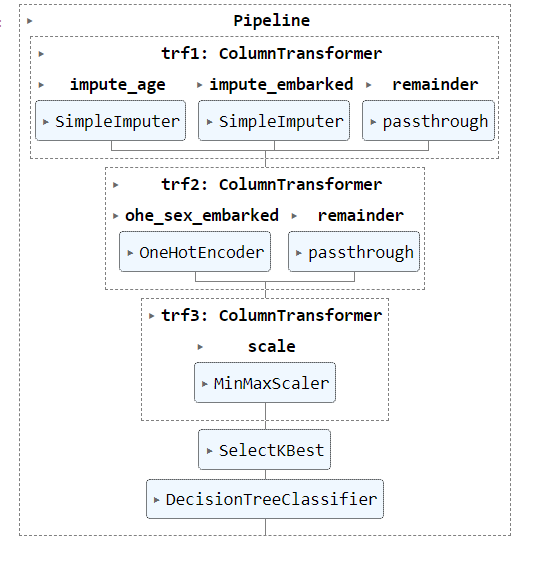 ▸ Pipeline
▸ trf1: ColumnTransformer
▸ impute_age ▸ impute_embarked ▸ remainder
▸ SimpleImputer ▸ SimpleImputer ▸ passthrough
▸ trf2: ColumnTransformer
▸ ohe_sex_embarked ▸ remainder
▸ OneHotEncoder ▸ passthrough
▸ trf3: ColumnTransformer
▸ scale
▸ MinMaxScaler
▸ SelectKBest
▸ DecisionTreeClassifier